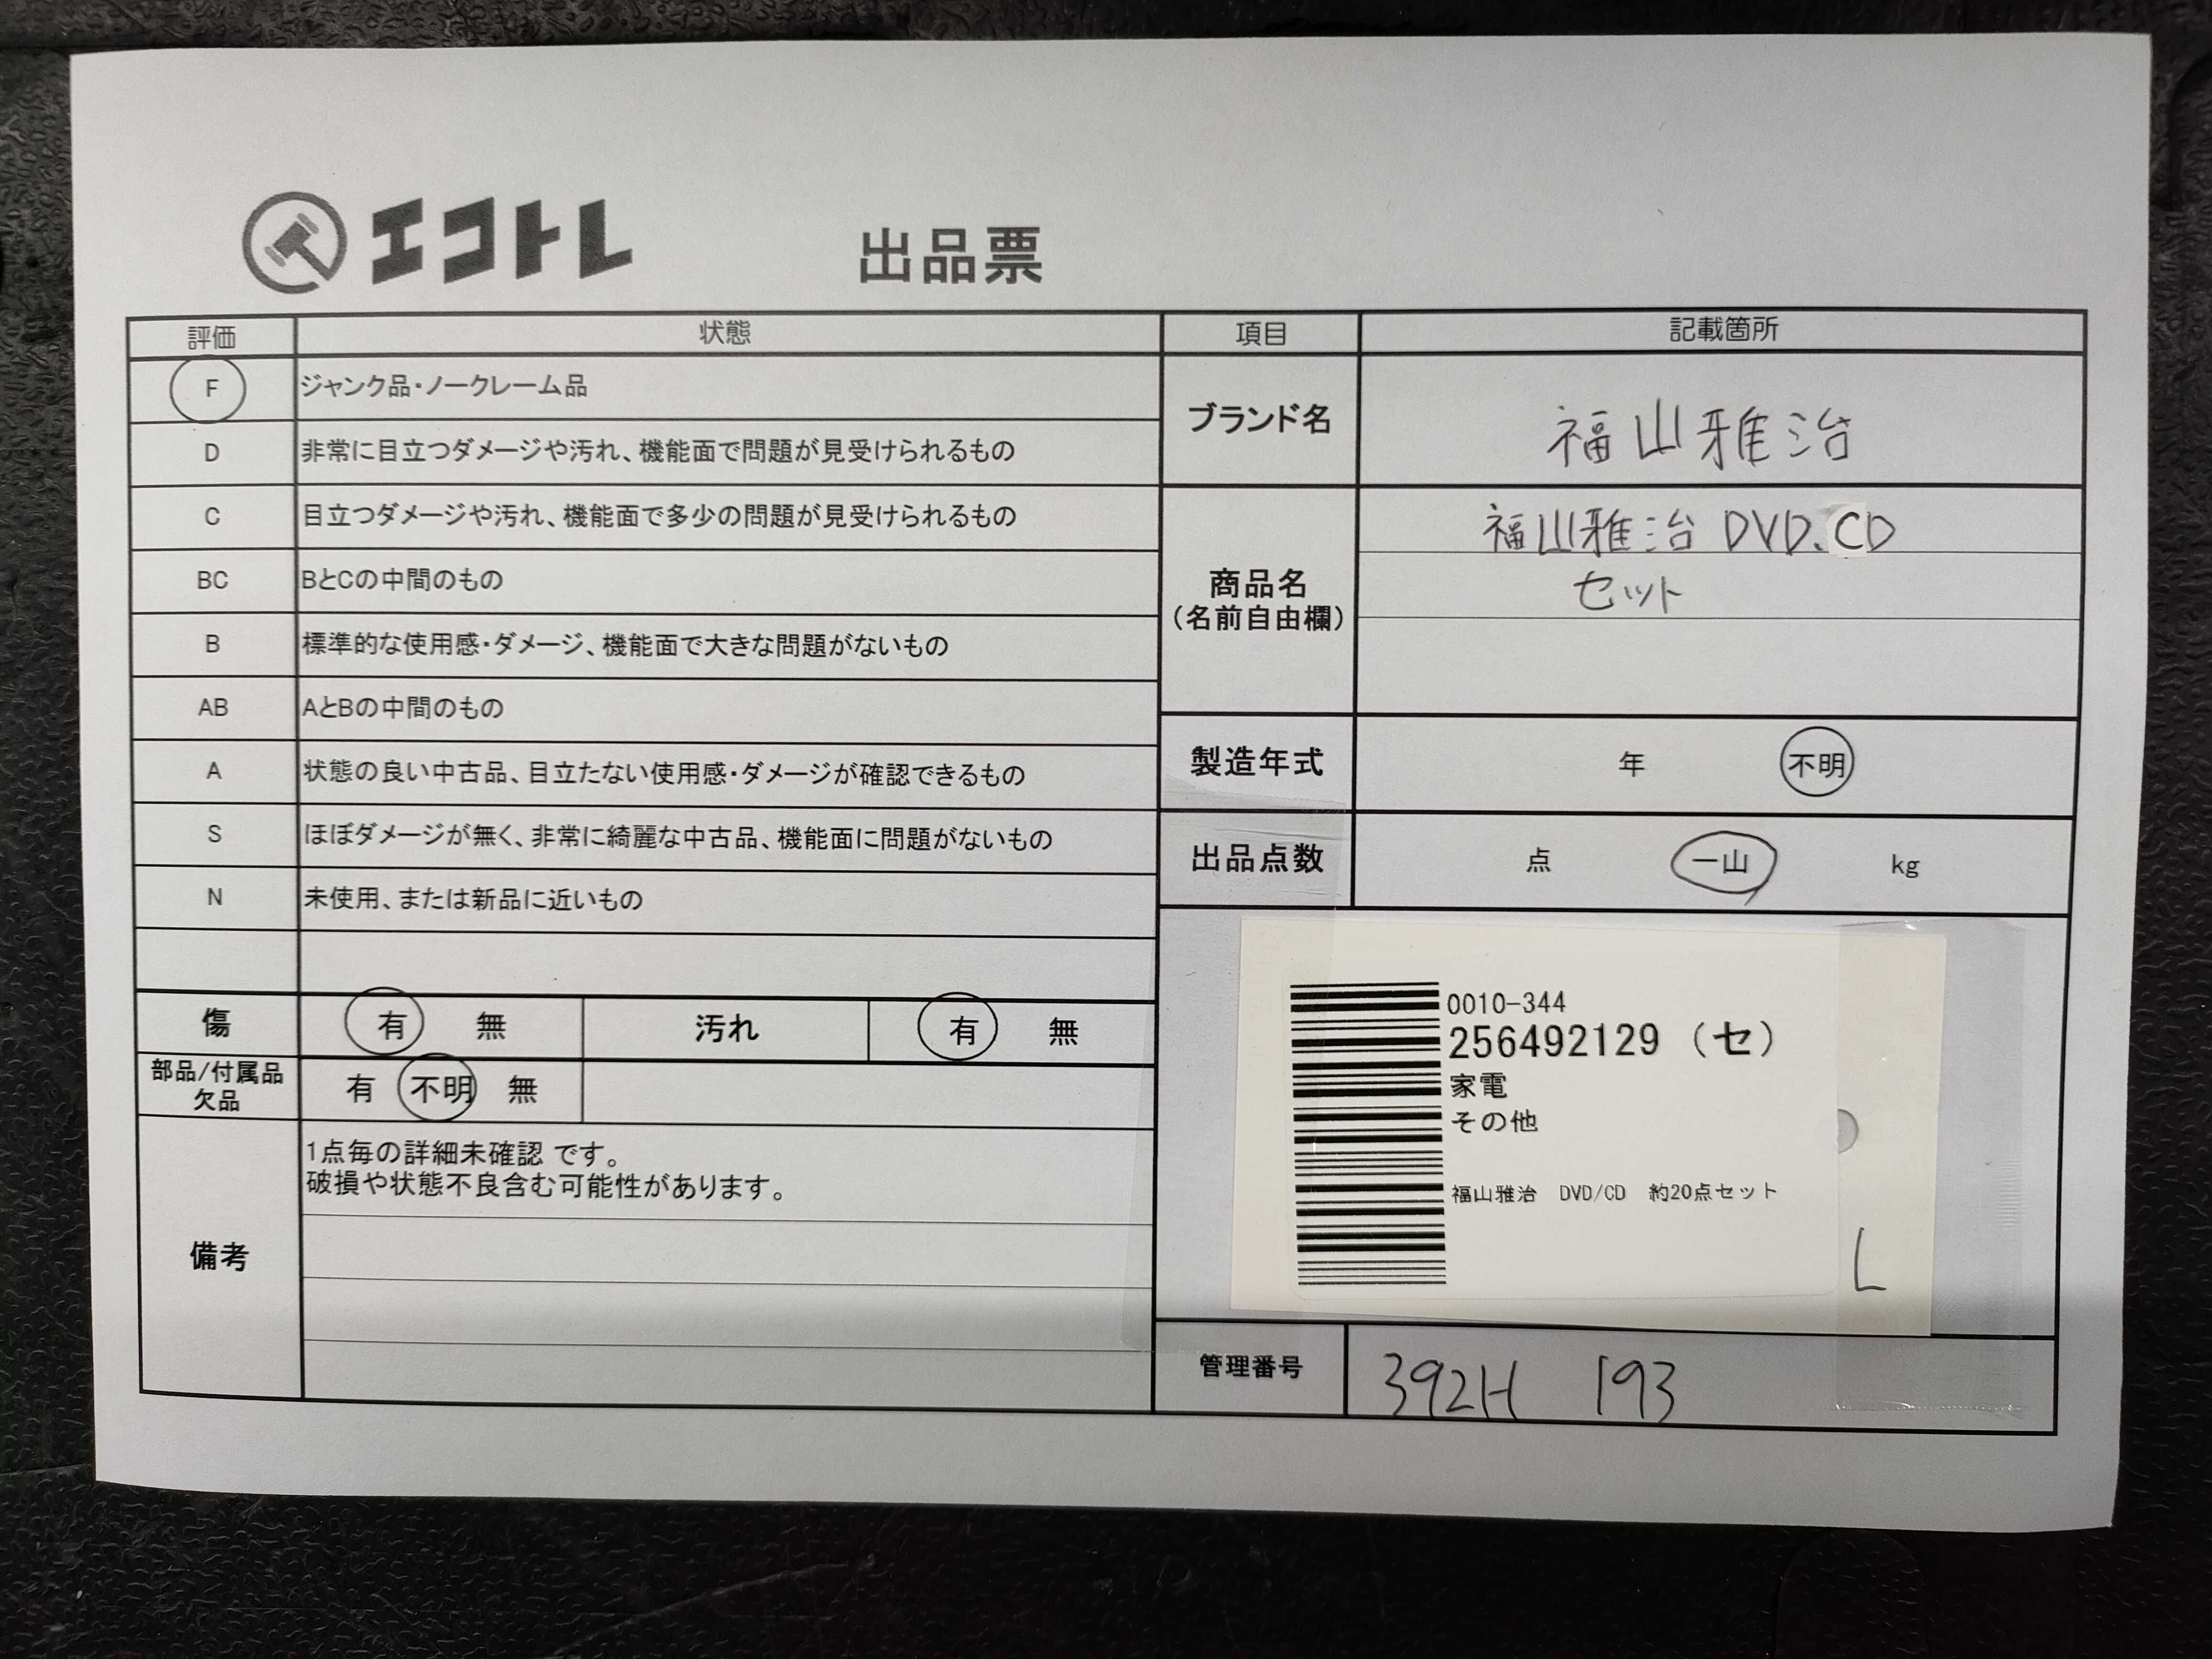 エコトレ
出品票
評価 状態
F ジャンク品・ノークレーム品
D 非常に目立つダメージや汚れ、機能面で問題が見受けられるもの
C 目立つダメージや汚れ、機能面で多少の問題が見受けられるもの
BC BとCの中間のもの
B 標準的な使用感・ダメージ、機能面で大きな問題がないもの
AB AとBの中間のもの
A 状態の良い中古品、目立たない使用感・ダメージが確認できるもの
S ほぼダメージが無く、非常に綺麗な中古品、機能面に問題がないもの
N 未使用、または新品に近いもの
傷 有 無 汚れ 有 無
部品/付属品
欠品 有 不明 無
備考
1点毎の詳細未確認 です。
破損や状態不良含む可能性があります。
項目 記載箇所
ブランド名 福山雅治
商品名
(名前自由欄)
福山雅治 DVD.CD
セット
製造年式 年 不明
出品点数 点 一山 kg
0010-344
256492129 (セ)
家電
その他
福山雅治 DVD/CD 約20点セット
L
管理番号 392H 193